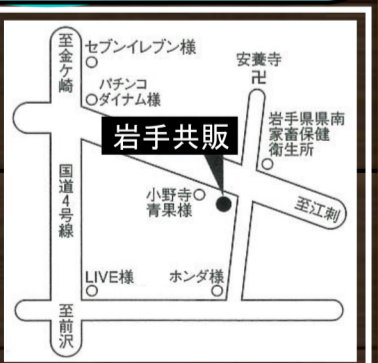 至金ケ崎
セブンイレブン様
パチンコ
ダイナム様
安養寺
卍
岩手共販
岩手県県南
家畜保健
衛生所
国道4号線
小野寺
青果様
至江刺
LIVE様
ホンダ様
至前沢